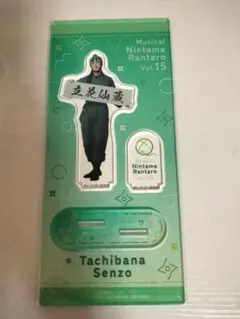 Musical
Nintama
Rantaro
Vol.15
立花仙蔵
Nintama
Rantaro
Tachibana
Senzo